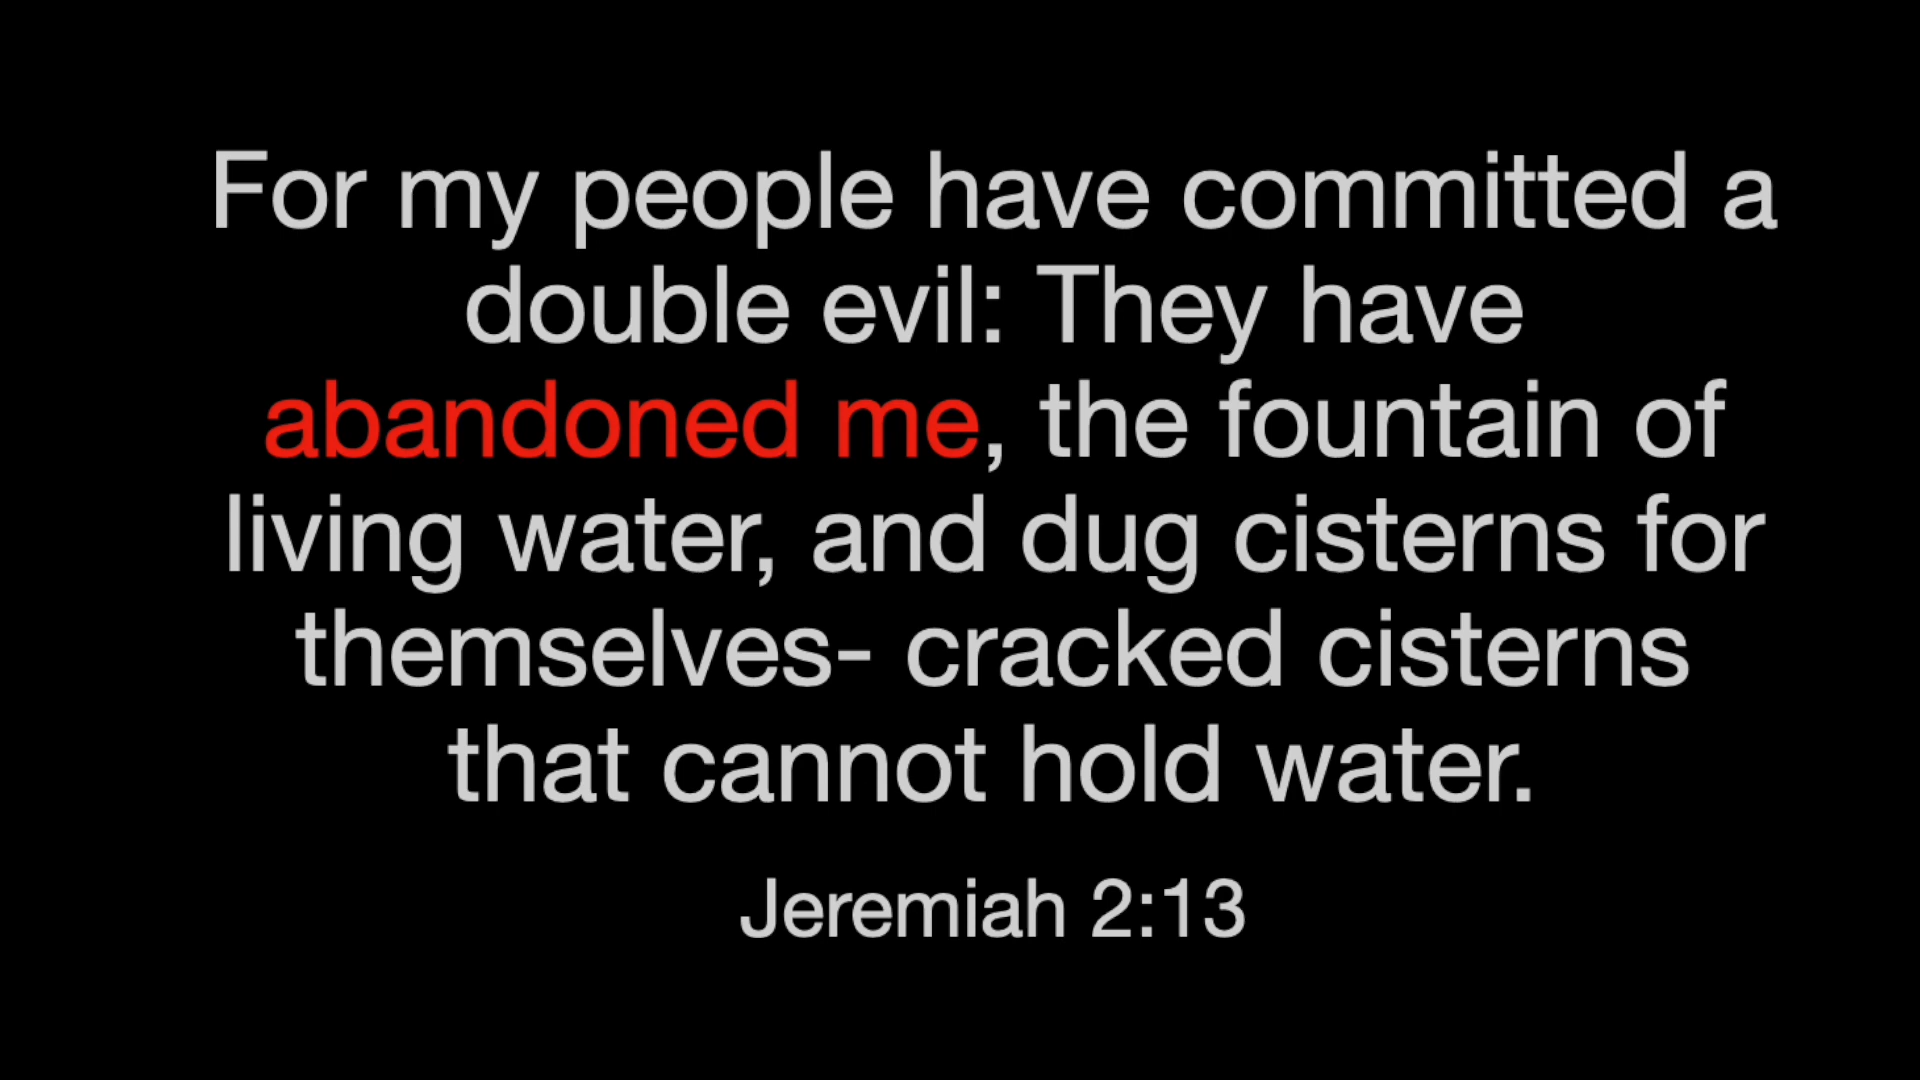 For my people have committed a
double evil: They have
abandoned me, the fountain of
living water, and dug cisterns for
themselves- cracked cisterns
that cannot hold water.
Jeremiah 2:13